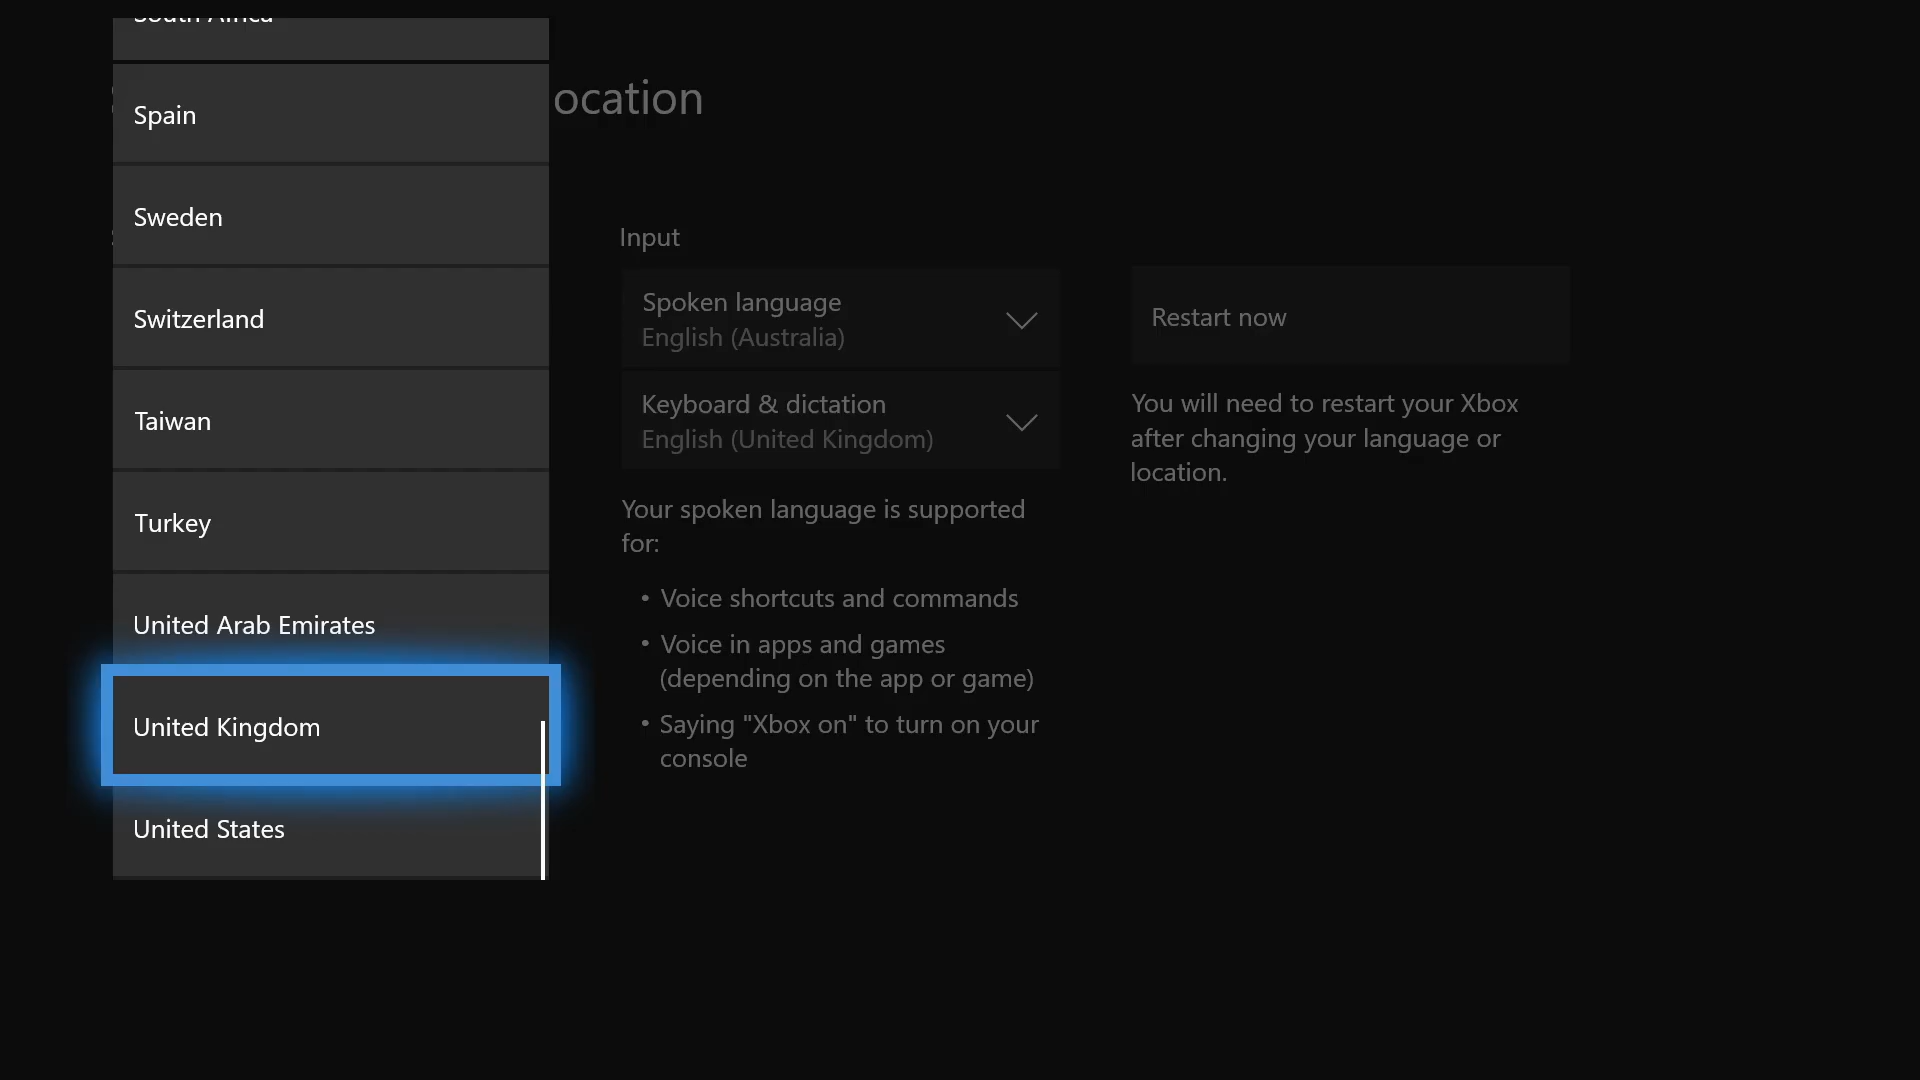 South Africa
Spain
Sweden
Switzerland
Taiwan
Turkey
United Arab Emirates
United Kingdom
United States
ocation
Input
Spoken language
English (Australia)
Keyboard & dictation
English (United Kingdom)
Your spoken language is supported
for:
• Voice shortcuts and commands
• Voice in apps and games
(depending on the app or game)
• Saying "Xbox on" to turn on your
console
Restart now
You will need to restart your Xbox
after changing your language or
location.